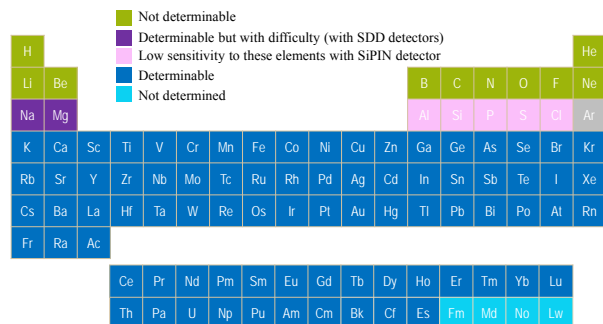 Not determinable
Determinable but with difficulty (with SDD detectors)
Low sensitivity to these elements with SiPIN detector
Determinable
Not determined
H He
Li Be B C N O F Ne
Na Mg Al Si P S Cl Ar
K Ca Sc Ti V Cr Mn Fe Co Ni Cu Zn Ga Ge As Se Br Kr
Rb Sr Y Zr Nb Mo Tc Ru Rh Pd Ag Cd In Sn Sb Te I Xe
Cs Ba La Hf Ta W Re Os Ir Pt Au Hg Tl Pb Bi Po At Rn
Fr Ra Ac
Ce Pr Nd Pm Sm Eu Gd Tb Dy Ho Er Tm Yb Lu
Th Pa U Np Pu Am Cm Bk Cf Es Fm Md No Lw